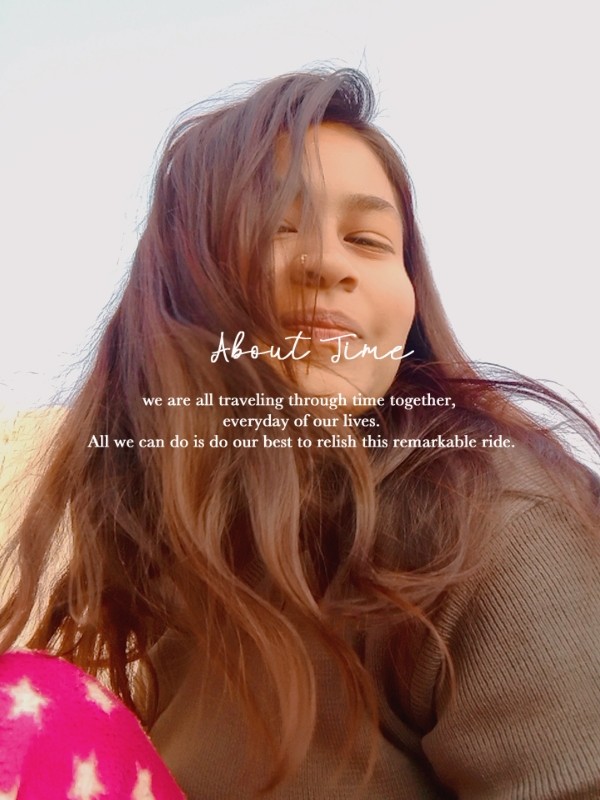 About Time
we are all traveling through time together,
everyday of our lives.
All we can do is do our best to relish this remarkable ride.